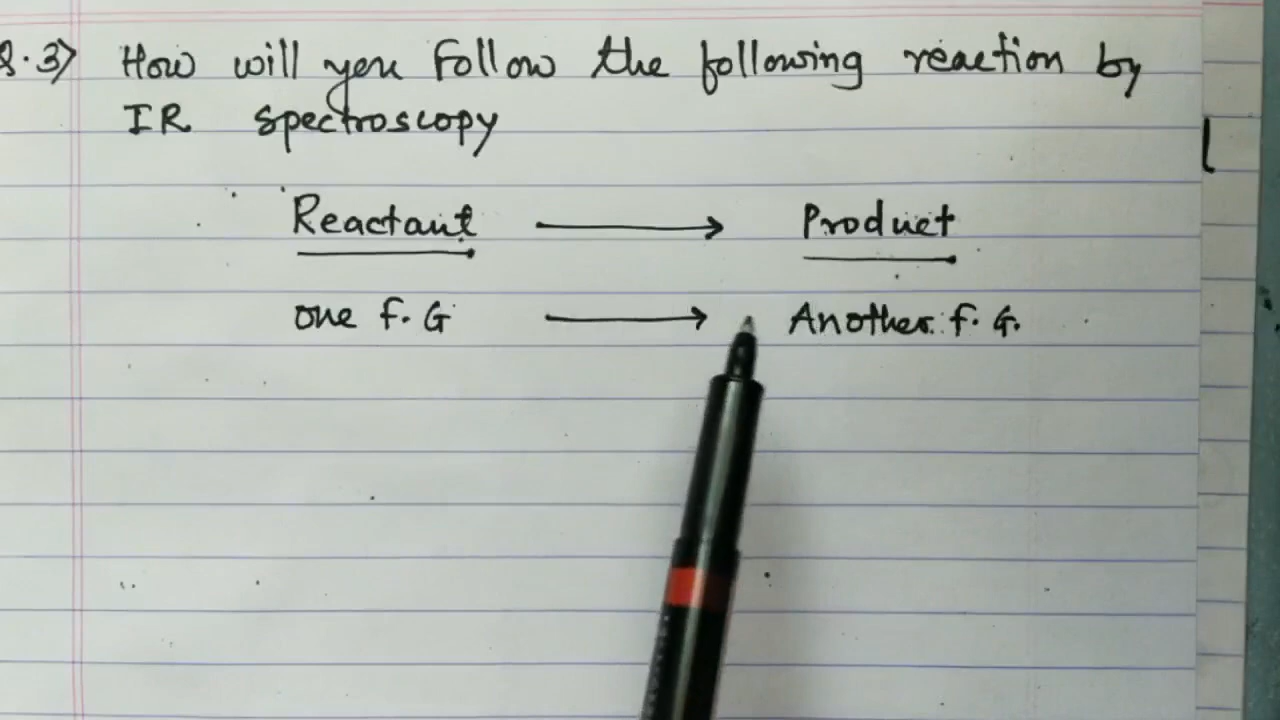 Q.3) How will you follow the following reaction by
IR spectroscopy
Reactant → Product
one f.G → Another f.G.